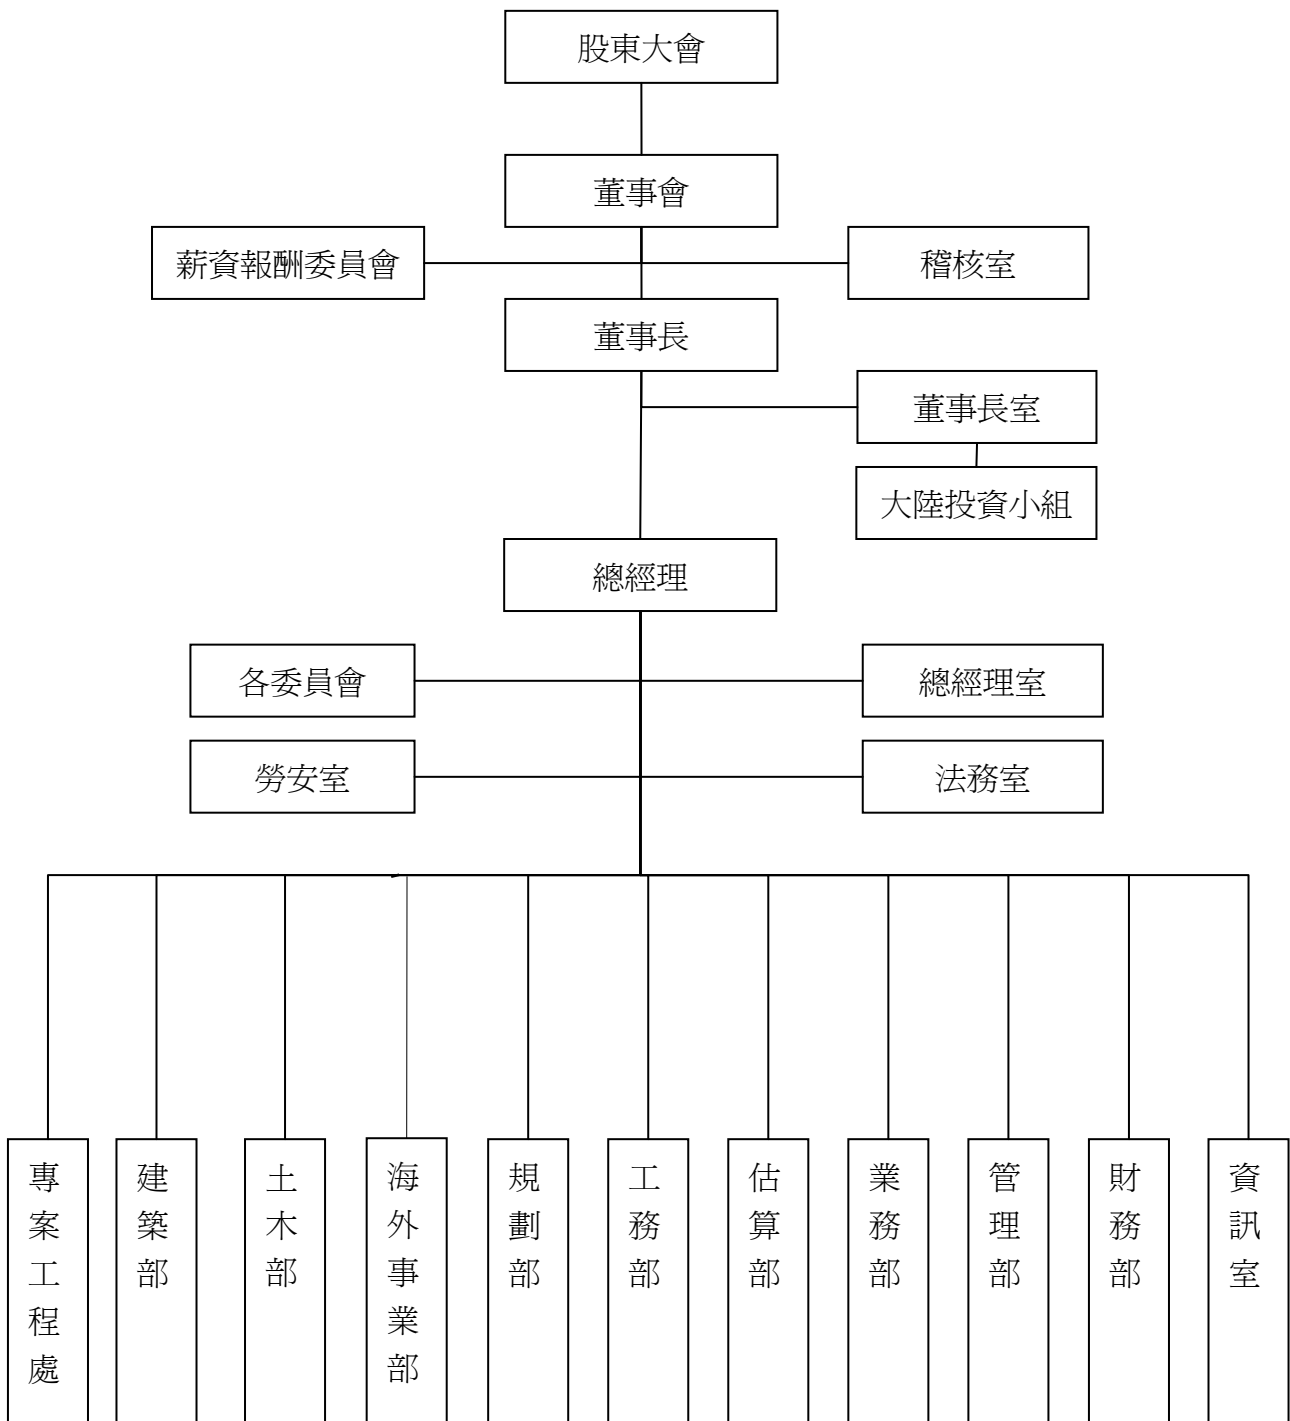 股東大會
董事會
薪資報酬委員會
稽核室
董事長
董事長室
大陸投資小組
總經理
各委員會
總經理室
勞安室
法務室
專案工程處
建築部
土木部
海外事業部
規劃部
工務部
估算部
業務部
管理部
財務部
資訊室